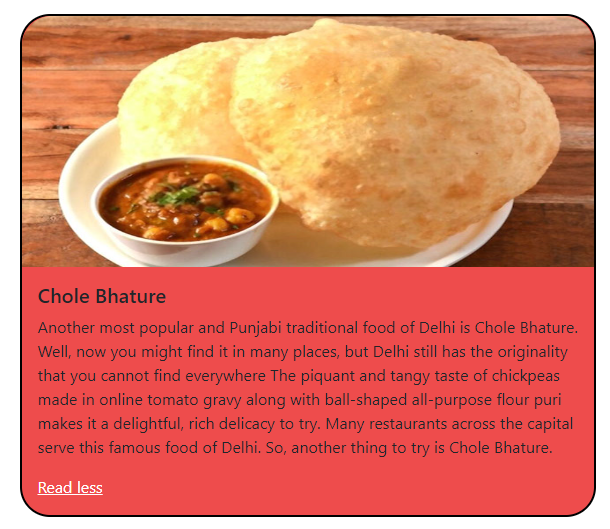 Chole Bhature
Another most popular and Punjabi traditional food of Delhi is Chole Bhature.
Well, now you might find it in many places, but Delhi still has the originality
that you cannot find everywhere The piquant and tangy taste of chickpeas
made in online tomato gravy along with ball-shaped all-purpose flour puri
makes it a delightful, rich delicacy to try. Many restaurants across the capital
serve this famous food of Delhi. So, another thing to try is Chole Bhature.
Read less